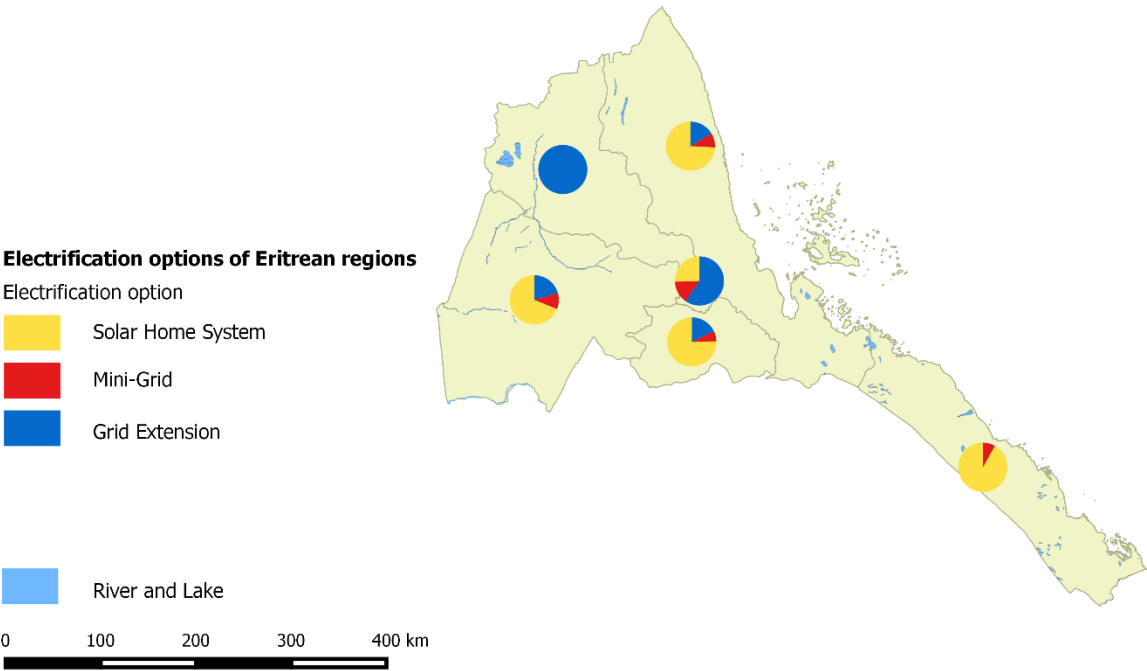 Electrification options of Eritrean regions
Electrification option
Solar Home System
Mini-Grid
Grid Extension
River and Lake
0 100 200 300 400 km